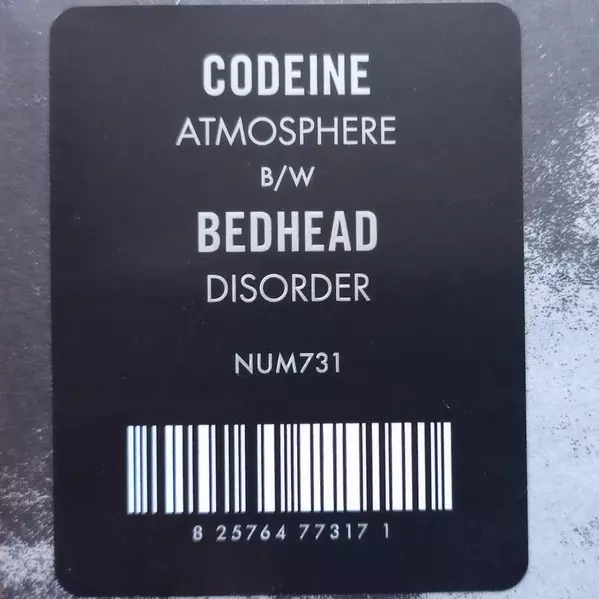 CODEINE
ATMOSPHERE
B/W
BEDHEAD
DISORDER
NUM731
8 25764 77317 1